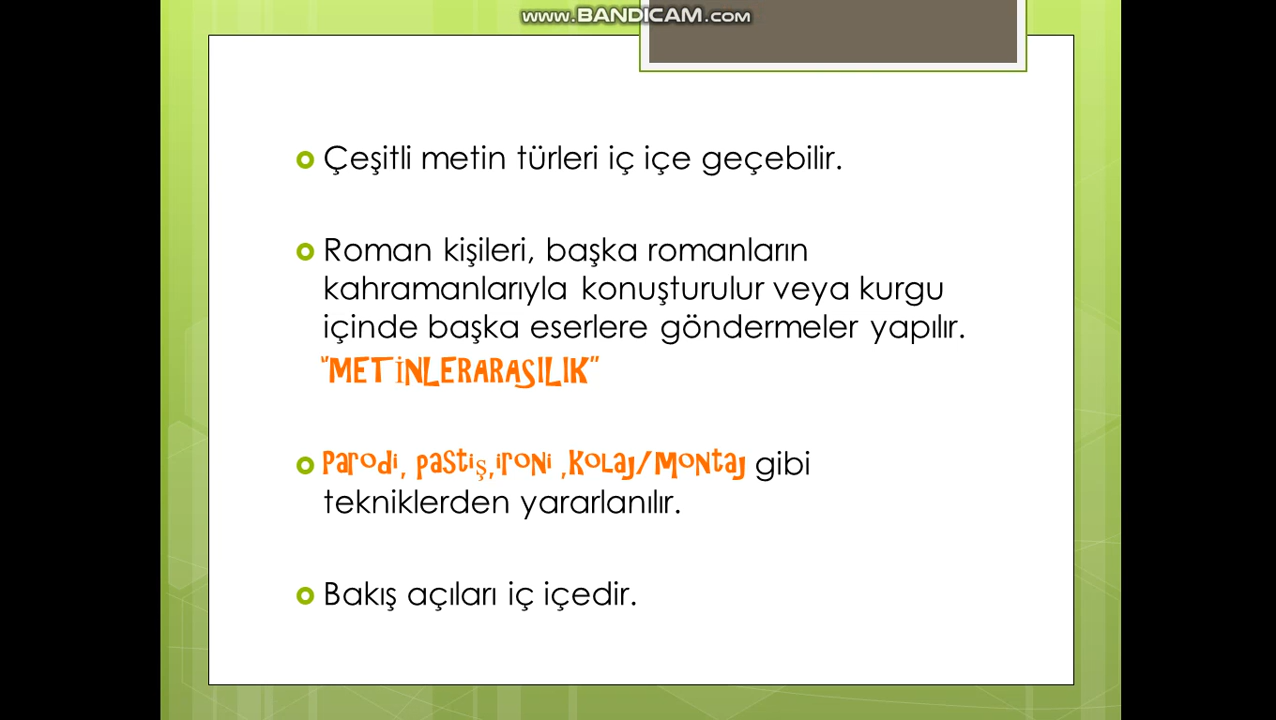 www.BANDICAM.com
Çeşitli metin türleri iç içe geçebilir.
Roman kişileri, başka romanların
kahramanlarıyla konuşturulur veya kurgu
içinde başka eserlere göndermeler yapılır.
"METİNLERARASILIK"
Parodi, pastiş,ironi ,Kolaj/Montaj gibi
tekniklerden yararlanılır.
Bakış açıları iç içedir.